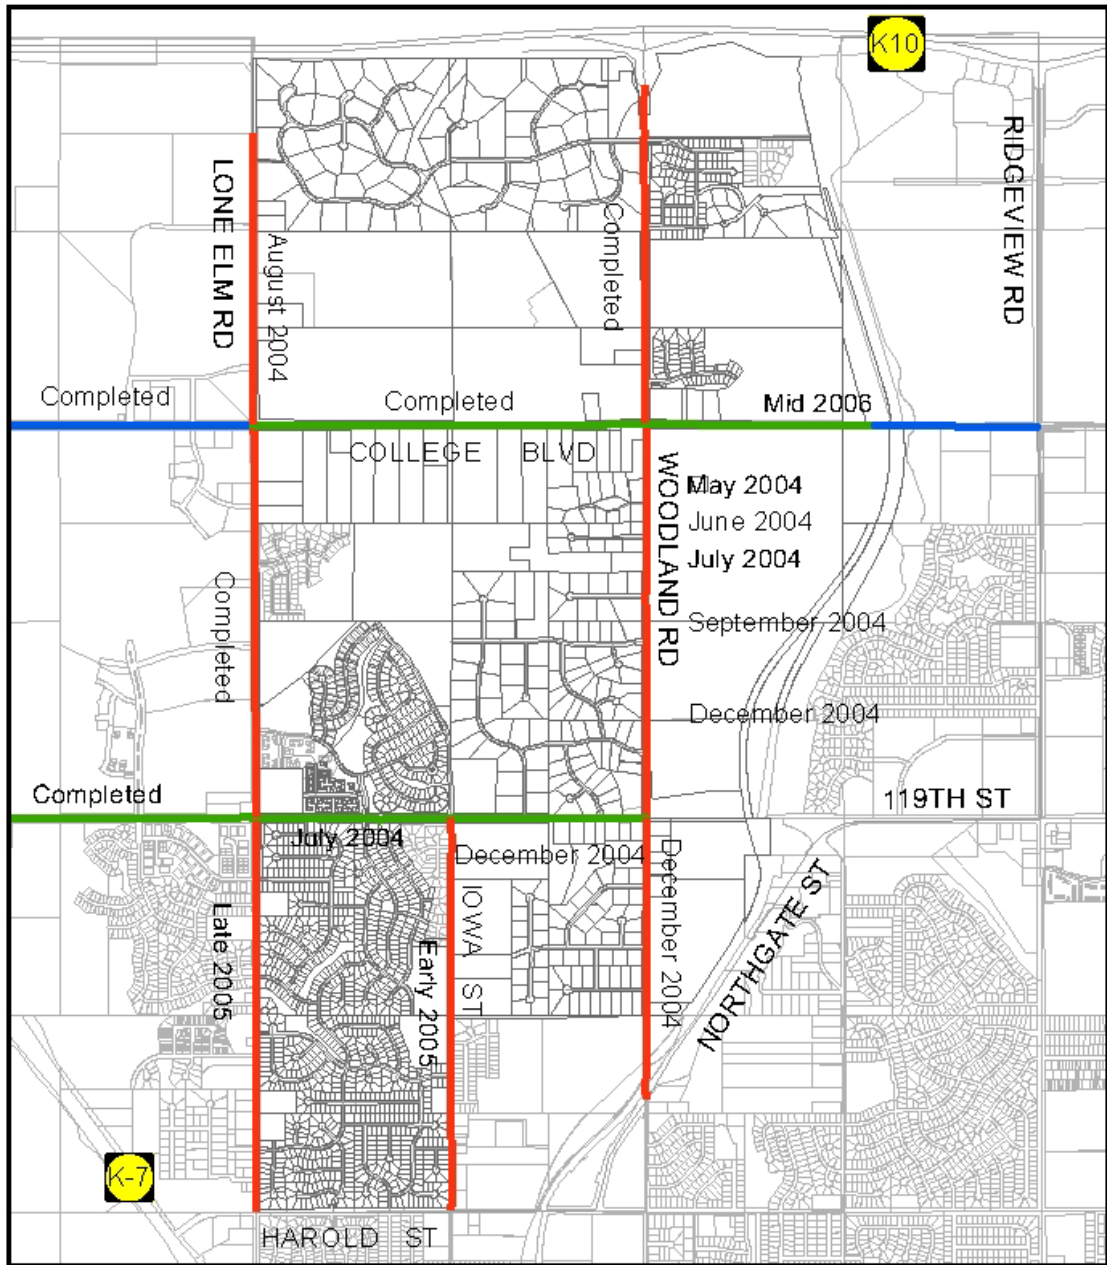 K10
RIDGEVIEW RD
LONE ELM RD
August 2004
Completed
Completed
Completed
Mid 2006
COLLEGE BLVD
WOODLAND RD
May 2004
June 2004
July 2004
September 2004
December 2004
Completed
Completed
119TH ST
July 2004
December 2004
December 2004
IOWA ST
Late 2005
Early 2005
NORTHGATE ST
K-7
HAROLD ST